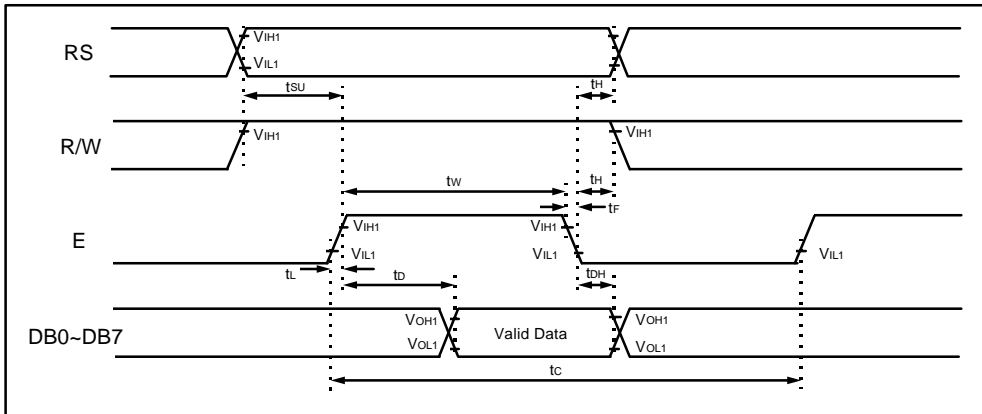 RS
VIH1
VIL1
tSU
tH
R/W
VIH1
VIH1
tW
tH
tF
E
VIH1
VIH1
VIL1
VIL1
VIL1
tL
tD
tDH
DB0~DB7
VOH1
Valid Data
VOH1
VOL1
VOL1
tC